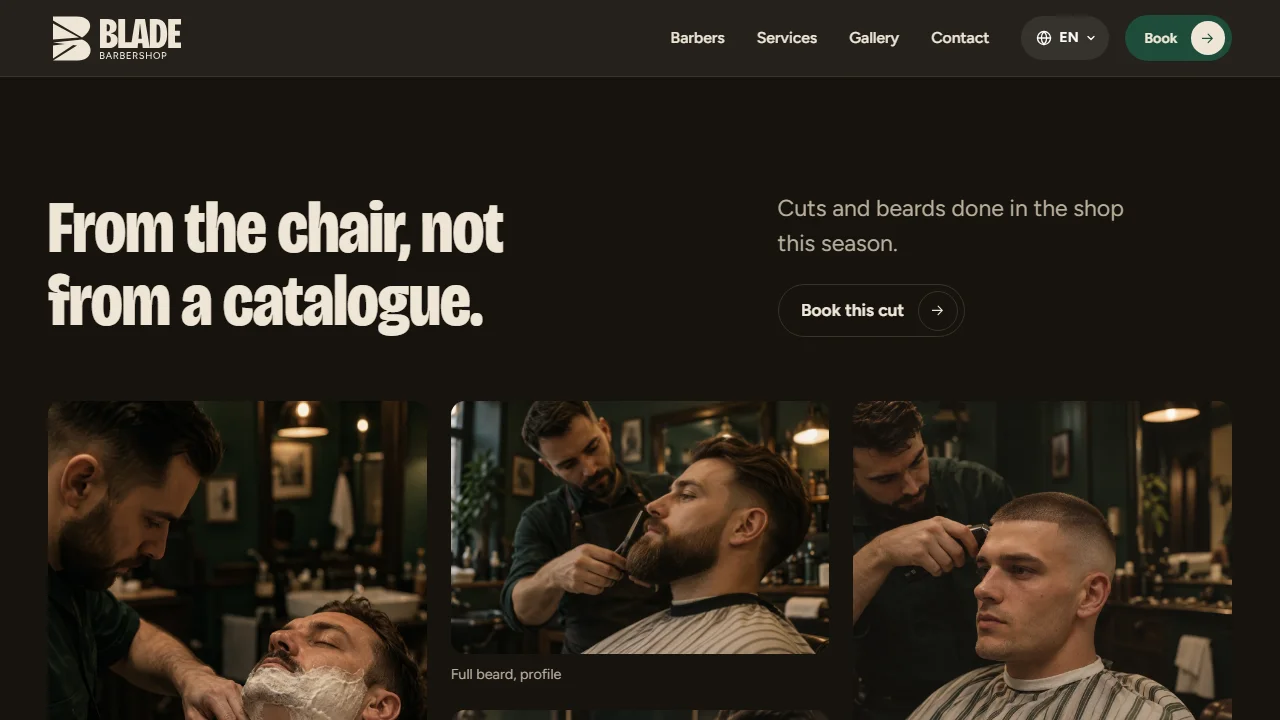 BLADE
BARBERSHOP
Barbers
Services
Gallery
Contact
EN
Book
From the chair, not
from a catalogue.
Cuts and beards done in the shop
this season.
Book this cut
Full beard, profile